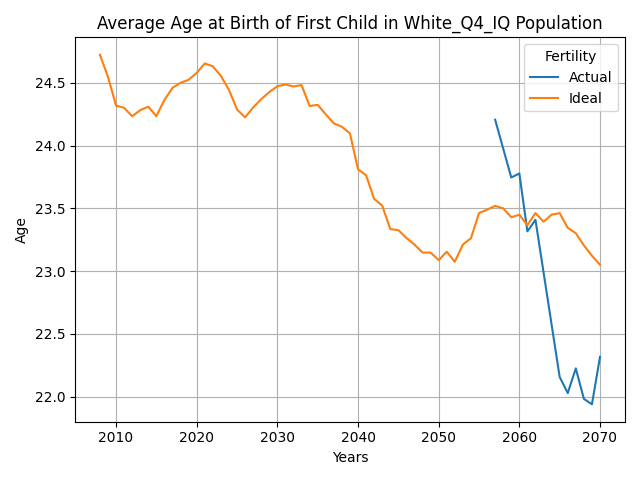 Average Age at Birth of First Child in White_Q4_IQ Population
Fertility
Actual
Ideal
Age
24.5
24.0
23.5
23.0
22.5
22.0
2010 2020 2030 2040 2050 2060 2070
Years